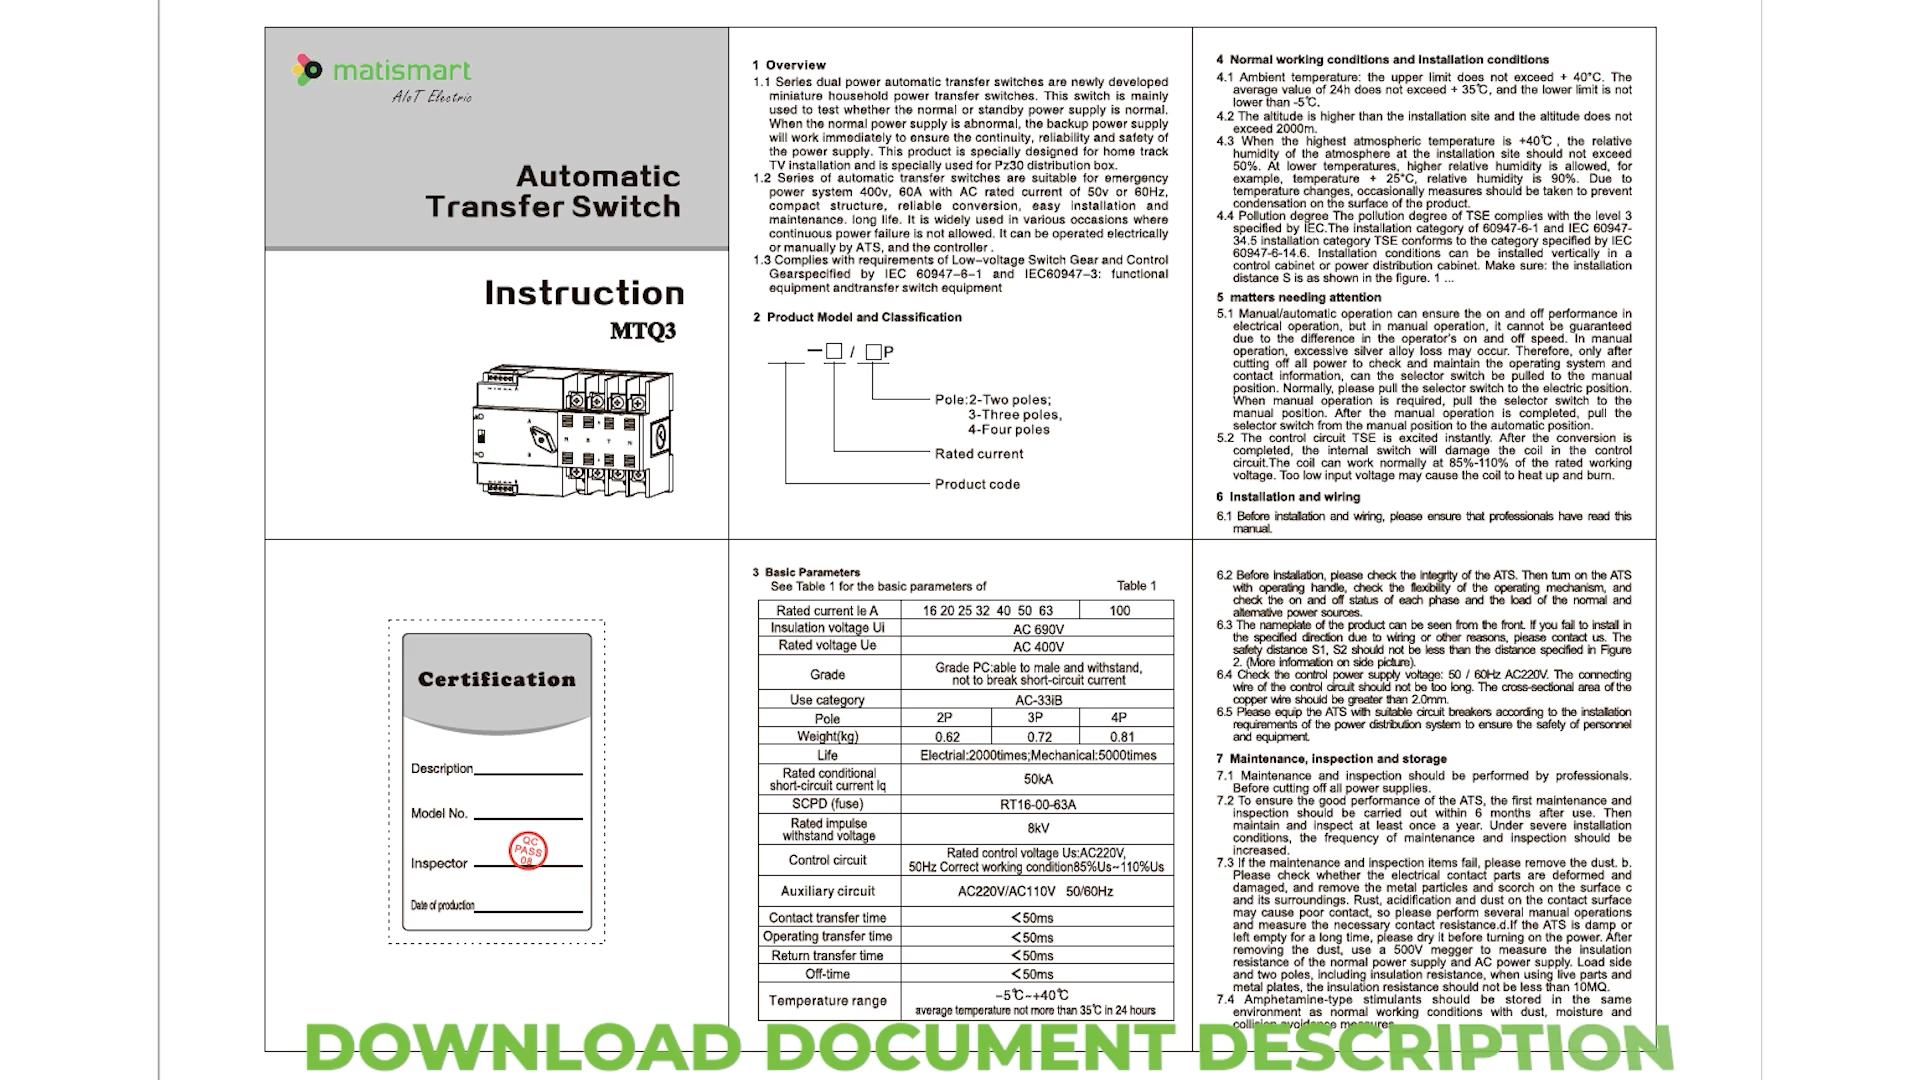 matismart
AIoT Electric
Automatic
Transfer Switch
Instruction
MTQ3
Certification
Description
Model No.
Inspector
QC
PASS
08
Date of production
1 Overview
1.1 Series dual power automatic transfer switches are newly developed
miniature household power transfer switches. This switch is mainly
used to test whether the normal or standby power supply is normal.
When the normal power supply is abnormal, the backup power supply
will work immediately to ensure the continuity, reliability and safety of
the power supply. This product is specially designed for home track
TV installation and is specially used for Pz30 distribution box.
1.2 Series of automatic transfer switches are suitable for emergency
power system 400v, 60A with AC rated current of 50v or 60Hz,
compact structure, reliable conversion, easy installation and
maintenance. long life. It is widely used in various occasions where
continuous power failure is not allowed. It can be operated electrically
or manually by ATS, and the controller .
1.3 Complies with requirements of Low-voltage Switch Gear and Control
Gearspecified by IEC 60947-6-1 and IEC60947-3: functional
equipment andtransfer switch equipment
2 Product Model and Classification
— □ / □ P
Pole:2-Two poles;
3-Three poles,
4-Four poles
Rated current
Product code
3 Basic Parameters
See Table 1 for the basic parameters of Table 1
Rated current Ie A 16 20 25 32 40 50 63 100
Insulation voltage Ui AC 690V
Rated voltage Ue AC 400V
Grade Grade PC:able to male and withstand,
not to break short-circuit current
Use category AC-33iB
Pole 2P 3P 4P
Weight(kg) 0.62 0.72 0.81
Life Electrial:2000times;Mechanical:5000times
Rated conditional
short-circuit current Iq 50kA
SCPD (fuse) RT16-00-63A
Rated impulse
withstand voltage 8kV
Control circuit Rated control voltage Us:AC220V,
50Hz Correct working condition85%Us~110%Us
Auxiliary circuit AC220V/AC110V 50/60Hz
Contact transfer time <50ms
Operating transfer time <50ms
Return transfer time <50ms
Off-time <50ms
Temperature range −5℃~+40℃
average temperature not more than 35℃ in 24 hours
4 Normal working conditions and Installation conditions
4.1 Ambient temperature: the upper limit does not exceed + 40°C. The
average value of 24h does not exceed + 35℃, and the lower limit is not
lower than -5℃.
4.2 The altitude is higher than the installation site and the altitude does not
exceed 2000m.
4.3 When the highest atmospheric temperature is +40℃ , the relative
humidity of the atmosphere at the installation site should not exceed
50%. At lower temperatures, higher relative humidity is allowed, for
example, temperature + 25°C, relative humidity is 90%. Due to
temperature changes, occasionally measures should be taken to prevent
condensation on the surface of the product.
4.4 Pollution degree The pollution degree of TSE complies with the level 3
specified by IEC.The installation category of 60947-6-1 and IEC 60947-
34.5 installation category TSE conforms to the category specified by IEC
60947-6-14.6. Installation conditions can be installed vertically in a
control cabinet or power distribution cabinet. Make sure: the installation
distance S is as shown in the figure. 1 ...
5 matters needing attention
5.1 Manual/automatic operation can ensure the on and off performance in
electrical operation, but in manual operation, it cannot be guaranteed
due to the difference in the operator's on and off speed. In manual
operation, excessive silver alloy loss may occur. Therefore, only after
cutting off all power to check and maintain the operating system and
contact information, can the selector switch be pulled to the manual
position. Normally, please pull the selector switch to the electric position.
When manual operation is required, pull the selector switch to the
manual position. After the manual operation is completed, pull the
selector switch from the manual position to the automatic position.
5.2 The control circuit TSE is excited instantly. After the conversion is
completed, the internal switch will damage the coil in the control
circuit.The coil can work normally at 85%-110% of the rated working
voltage. Too low input voltage may cause the coil to heat up and burn.
6 Installation and wiring
6.1 Before installation and wiring, please ensure that professionals have read this
manual.
6.2 Before installation, please check the integrity of the ATS. Then turn on the ATS
with operating handle, check the flexibility of the operating mechanism, and
check the on and off status of each phase and the load of the normal and
alternative power sources.
6.3 The nameplate of the product can be seen from the front. If you fail to install in
the specified direction due to wiring or other reasons, please contact us. The
safety distance S1, S2 should not be less than the distance specified in Figure
2. (More information on side picture).
6.4 Check the control power supply voltage: 50 / 60Hz AC220V. The connecting
wire of the control circuit should not be too long. The cross-sectional area of the
copper wire should be greater than 2.0mm.
6.5 Please equip the ATS with suitable circuit breakers according to the installation
requirements of the power distribution system to ensure the safety of personnel
and equipment.
7 Maintenance, inspection and storage
7.1 Maintenance and inspection should be performed by professionals.
Before cutting off all power supplies.
7.2 To ensure the good performance of the ATS, the first maintenance and
inspection should be carried out within 6 months after use. Then
maintain and inspect at least once a year. Under severe installation
conditions, the frequency of maintenance and inspection should be
increased.
7.3 If the maintenance and inspection items fail, please remove the dust. b.
Please check whether the electrical contact parts are deformed and
damaged, and remove the metal particles and scorch on the surface c
and its surroundings. Rust, acidification and dust on the contact surface
may cause poor contact, so please perform several manual operations
and measure the necessary contact resistance.d.If the ATS is damp or
left empty for a long time, please dry it before turning on the power. After
removing the dust, use a 500V megger to measure the insulation
resistance of the normal power supply and AC power supply. Load side
and two poles, including insulation resistance, when using live parts and
metal plates, the insulation resistance should not be less than 10MQ.
7.4 Amphetamine-type stimulants should be stored in the same
environment as normal working conditions with dust, moisture and
collision avoidance measures.
DOWNLOAD DOCUMENT DESCRIPTION